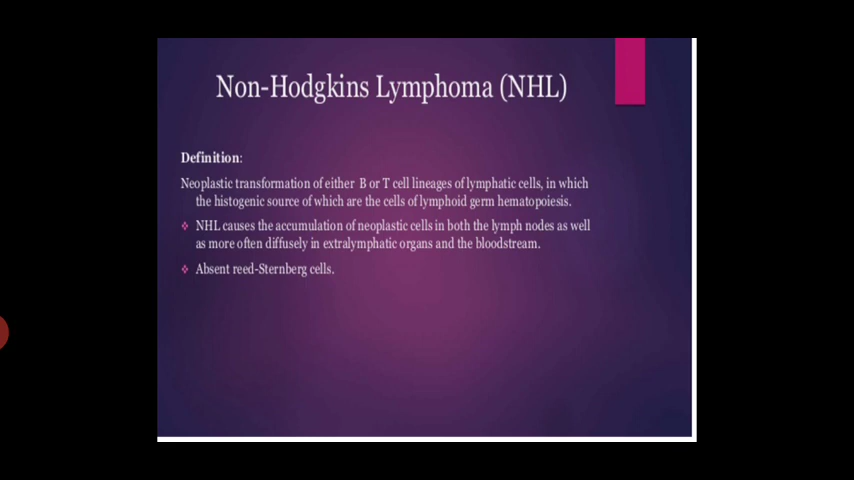 Non-Hodgkins Lymphoma (NHL)
Definition:
Neoplastic transformation of either B or T cell lineages of lymphatic cells, in which
the histogenic source of which are the cells of lymphoid germ hematopoiesis.
❖ NHL causes the accumulation of neoplastic cells in both the lymph nodes as well
as more often diffusely in extralymphatic organs and the bloodstream.
❖ Absent reed-Sternberg cells.